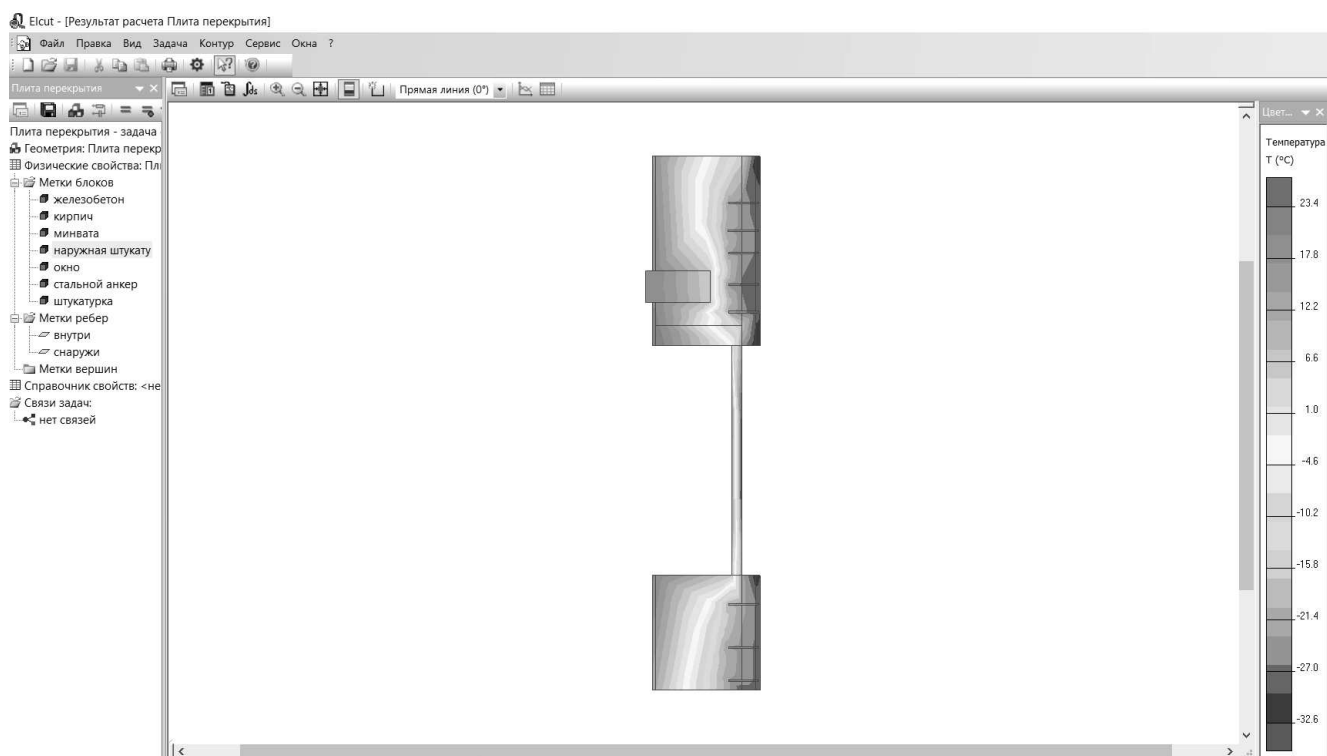 Elcut - [Результат расчета Плита перекрытия]
Файл Правка Вид Задача Контур Сервис Окна ?
Плита перекрытия
Прямая линия (0°)
Цвет...
Плита перекрытия - задача
Геометрия: Плита перекр
Физические свойства: Пл
Метки блоков
железобетон
кирпич
минвата
наружная штукату
окно
стальной анкер
штукатурка
Метки ребер
внутри
снаружи
Метки вершин
Справочник свойств: <не
Связи задач:
нет связей
Температура
T (°C)
23.4
17.8
12.2
6.6
1.0
-4.6
-10.2
-15.8
-21.4
-27.0
-32.6